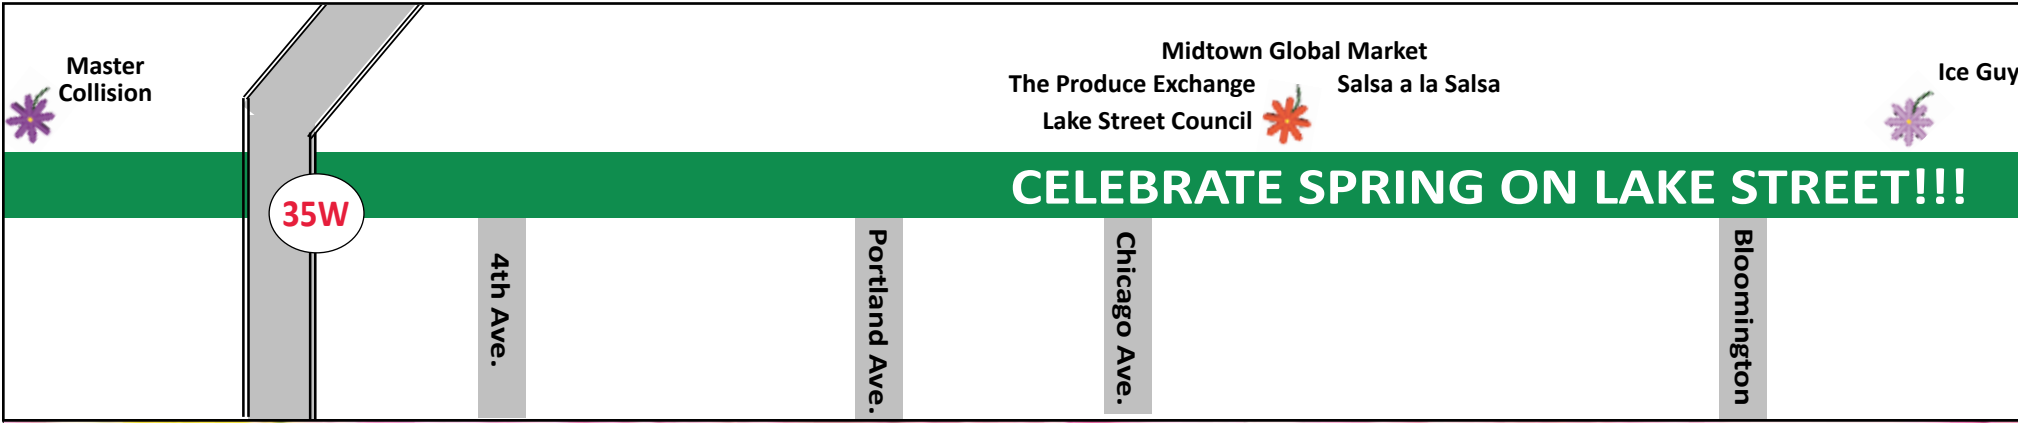 Master
Collision
Midtown Global Market
The Produce Exchange
Salsa a la Salsa
Lake Street Council
Ice Guy
CELEBRATE SPRING ON LAKE STREET!!!
35W
4th Ave.
Portland Ave.
Chicago Ave.
Bloomington